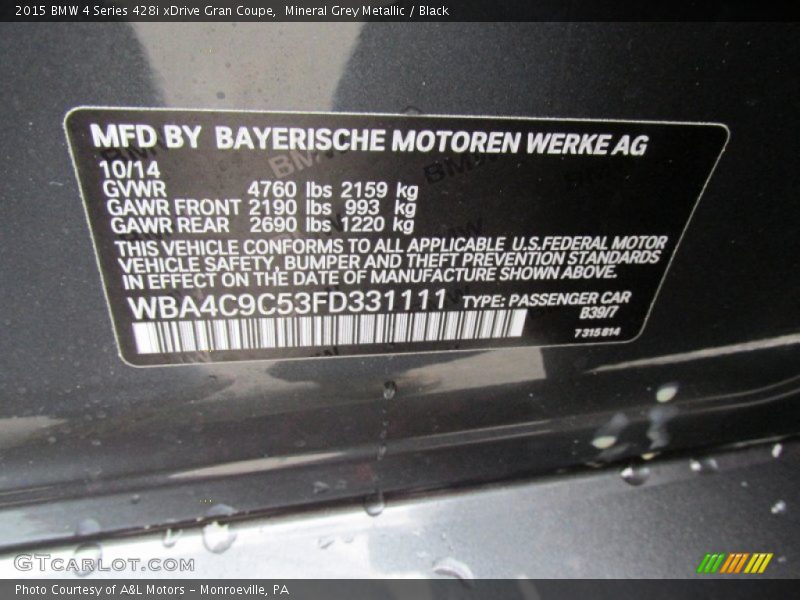 2015 BMW 4 Series 428i xDrive Gran Coupe, Mineral Grey Metallic / Black
MFD BY BAYERISCHE MOTOREN WERKE AG
10/14
GVWR 4760 lbs 2159 kg
GAWR FRONT 2190 lbs 993 kg
GAWR REAR 2690 lbs 1220 kg
THIS VEHICLE CONFORMS TO ALL APPLICABLE U.S.FEDERAL MOTOR
VEHICLE SAFETY, BUMPER AND THEFT PREVENTION STANDARDS
IN EFFECT ON THE DATE OF MANUFACTURE SHOWN ABOVE.
WBA4C9C53FD331111 TYPE: PASSENGER CAR
B39/7
7315814
GTCARLOT.COM
Photo Courtesy of A&L Motors – Monroeville, PA